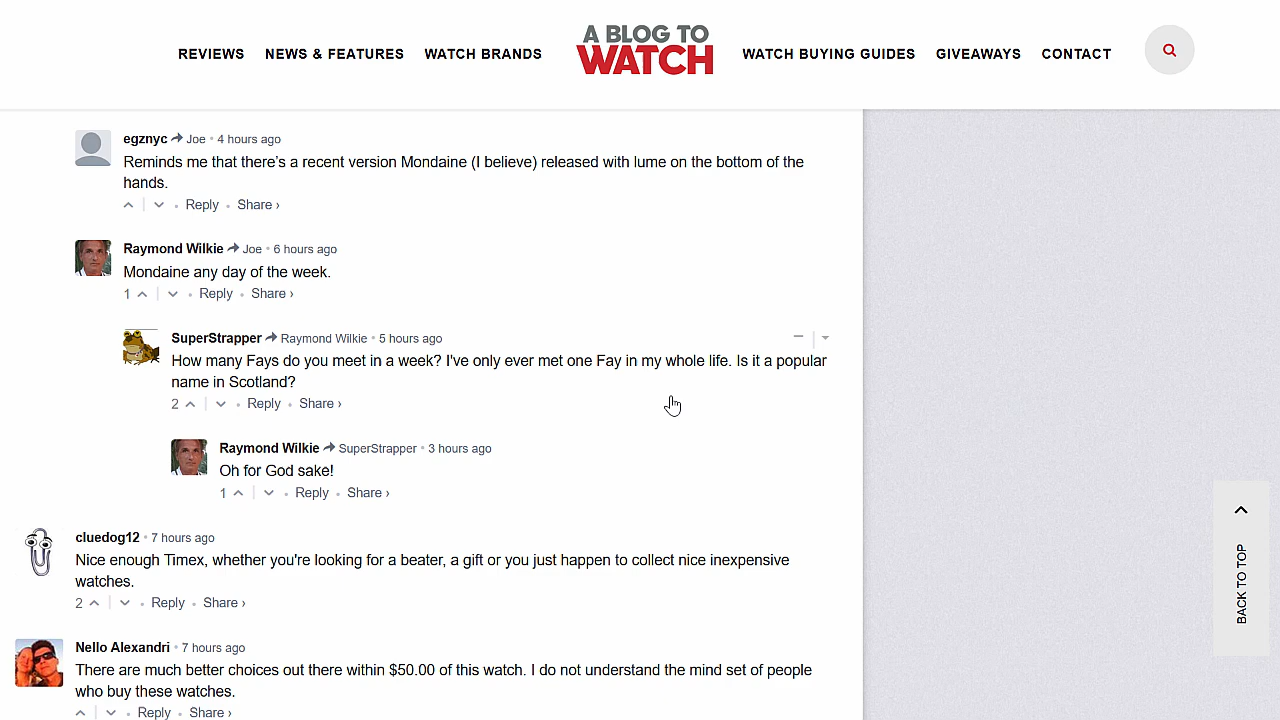 REVIEWS NEWS & FEATURES WATCH BRANDS A BLOG TO WATCH WATCH BUYING GUIDES GIVEAWAYS CONTACT
egznyc Joe • 4 hours ago
Reminds me that there's a recent version Mondaine (I believe) released with lume on the bottom of the
hands.
Reply • Share ›
Raymond Wilkie Joe • 6 hours ago
Mondaine any day of the week.
1 • Reply • Share ›
SuperStrapper Raymond Wilkie • 5 hours ago
How many Fays do you meet in a week? I've only ever met one Fay in my whole life. Is it a popular
name in Scotland?
2 • Reply • Share ›
Raymond Wilkie SuperStrapper • 3 hours ago
Oh for God sake!
1 • Reply • Share ›
cluedog12 • 7 hours ago
Nice enough Timex, whether you're looking for a beater, a gift or you just happen to collect nice inexpensive
watches.
2 • Reply • Share ›
Nello Alexandri • 7 hours ago
There are much better choices out there within $50.00 of this watch. I do not understand the mind set of people
who buy these watches.
• Reply • Share ›
BACK TO TOP